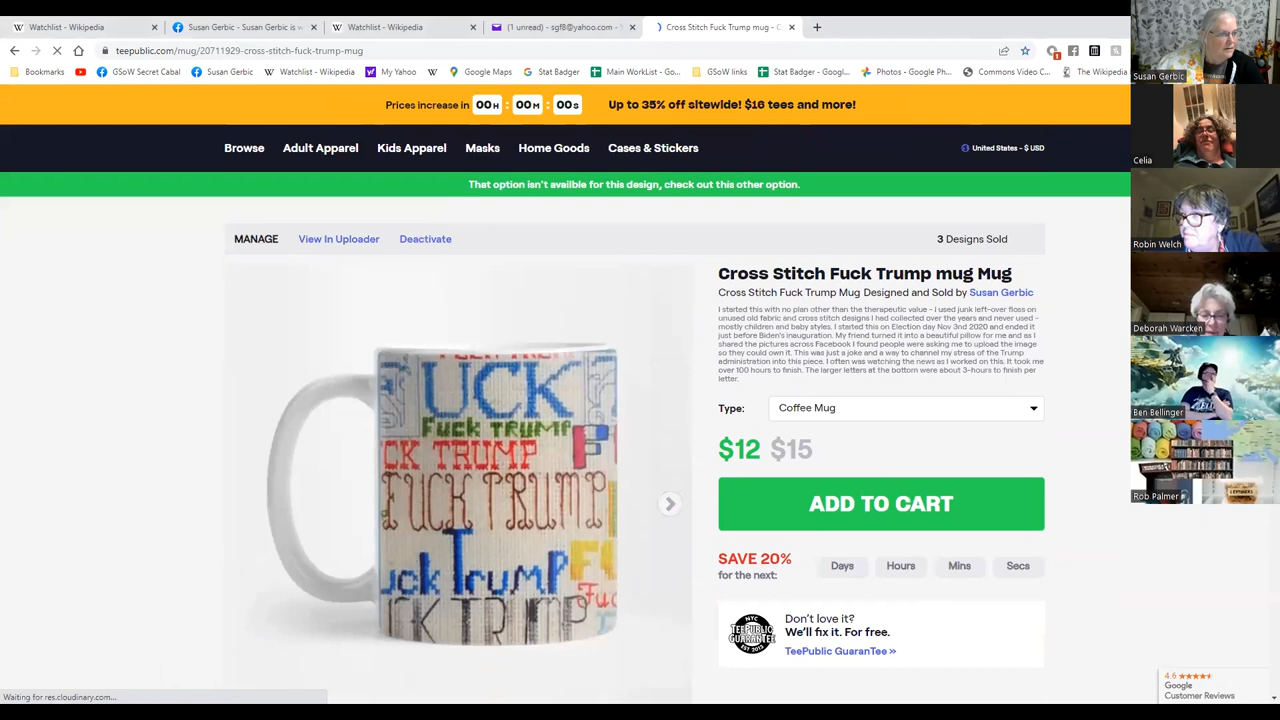 Watchlist - Wikipedia
Susan Gerbic - Susan Gerbic is w
Watchlist - Wikipedia
(1 unread) - sgf8@yahoo.com - Y
Cross Stitch Fuck Trump mug - C
teepublic.com/mug/20711929-cross-stitch-fuck-trump-mug
Bookmarks
GSoW Secret Cabal
Susan Gerbic
Watchlist - Wikipedia
My Yahoo
Google Maps
Stat Badger
Main WorkList - Go...
GSoW links
Stat Badger - Googl...
Photos - Google Ph...
Commons Video C...
The Wikipedia
Prices increase in 00 H : 00 M : 00 S Up to 35% off sitewide! $16 tees and more!
Browse Adult Apparel Kids Apparel Masks Home Goods Cases & Stickers United States - $ USD
That option isn't availble for this design, check out this other option.
MANAGE View In Uploader Deactivate 3 Designs Sold
Cross Stitch Fuck Trump mug Mug
Cross Stitch Fuck Trump Mug Designed and Sold by Susan Gerbic
I started this with no plan other than the therapeutic value - I used junk left-over floss on
unused old fabric and cross stitch designs I had collected over the years and never used -
mostly children and baby styles. I started this on Election day Nov 3nd 2020 and ended it
just before Biden's inauguration. My friend turned it into a beautiful pillow for me and as I
shared the pictures across Facebook I found people were asking me to upload the image
so they could own it. This was just a joke and a way to channel my stress of the Trump
administration into this piece. I often was watching the news as I worked on this. It took me
over 100 hours to finish. The larger letters at the bottom were about 3-hours to finish per
letter.
Type: Coffee Mug
$12 $15
ADD TO CART
SAVE 20%
for the next:
Days Hours Mins Secs
NYC
TEEPUBLIC
GUARANTEE
EST 2013
Don't love it?
We'll fix it. For free.
TeePublic GuaranTee »
UCK
Fuck TRUMP
CK TRUMP F
FUCK TRUMP
uck Trump
Fuc
CK TRUMP
Waiting for res.cloudinary.com...
4.6
Google
Customer Reviews
Susan Gerbic
Celia
Robin Welch
Deborah Warcken
Ben Bellinger
Rob Palmer